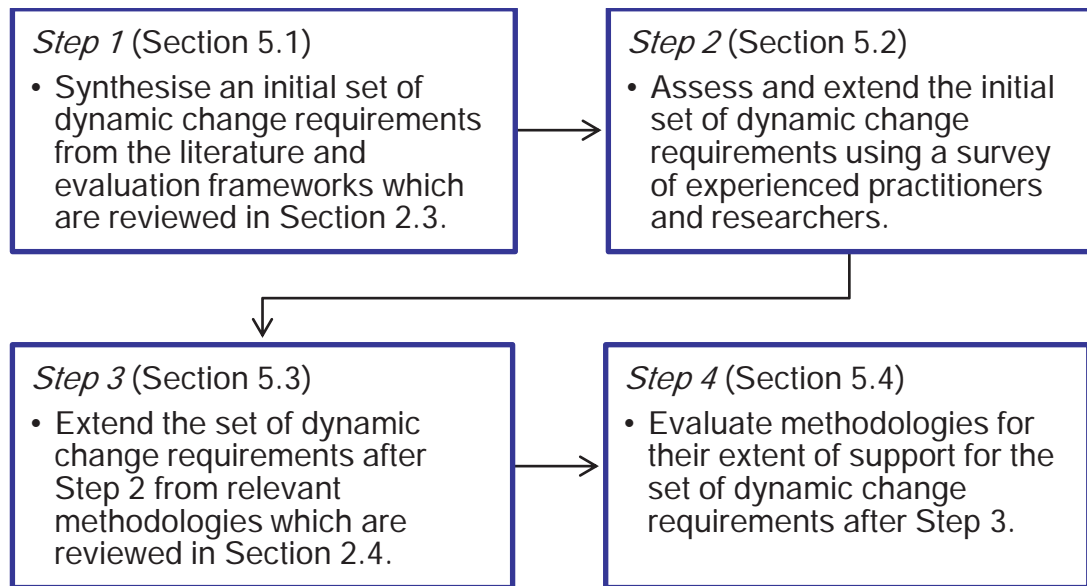 Step 1 (Section 5.1)
• Synthesise an initial set of
dynamic change requirements
from the literature and
evaluation frameworks which
are reviewed in Section 2.3.
Step 2 (Section 5.2)
• Assess and extend the initial
set of dynamic change
requirements using a survey
of experienced practitioners
and researchers.
Step 3 (Section 5.3)
• Extend the set of dynamic
change requirements after
Step 2 from relevant
methodologies which are
reviewed in Section 2.4.
Step 4 (Section 5.4)
• Evaluate methodologies for
their extent of support for the
set of dynamic change
requirements after Step 3.